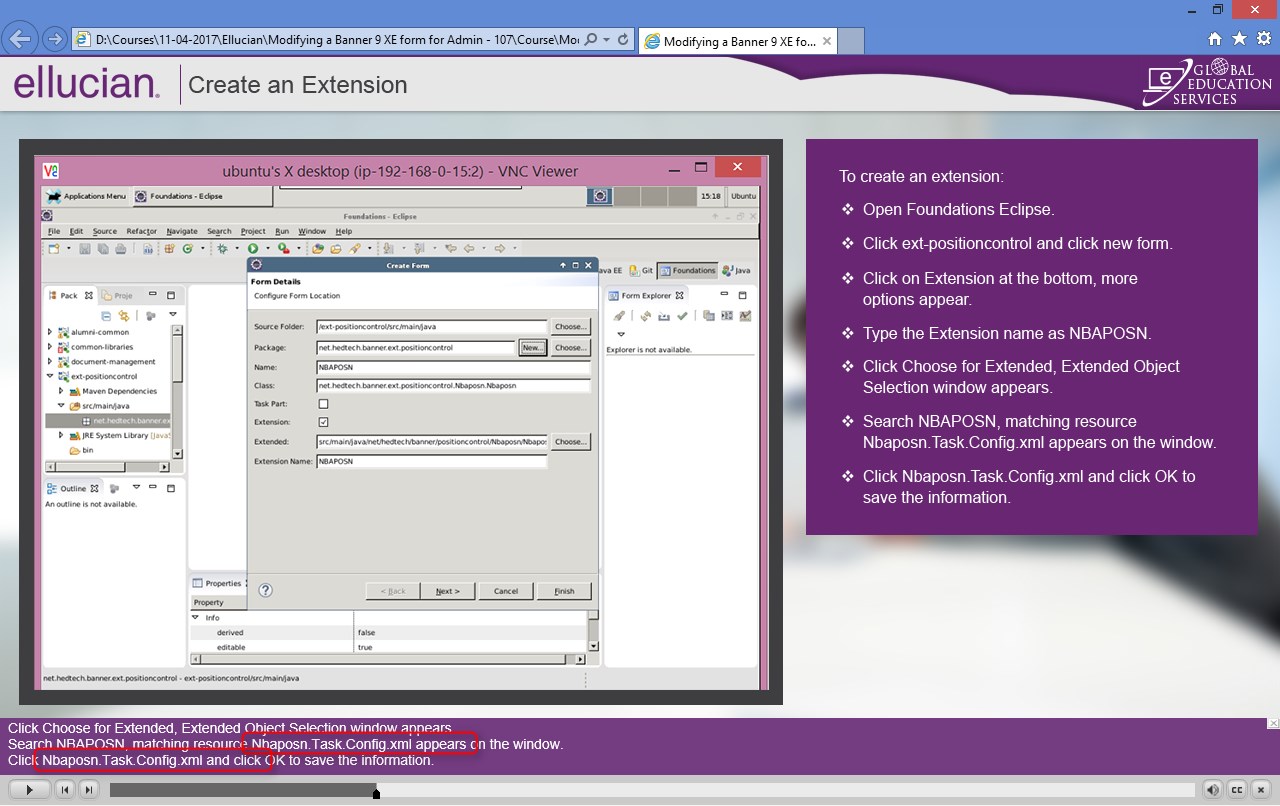 D:\Courses\11-04-2017\Ellucian\Modifying a Banner 9 XE form for Admin - 107\Course\Mo
Modifying a Banner 9 XE fo...
ellucian.
Create an Extension
GLOBAL
EDUCATION
SERVICES
ubuntu's X desktop (ip-192-168-0-15:2) - VNC Viewer
Applications Menu
Foundations - Eclipse
15:18
Ubuntu
Foundations - Eclipse
File Edit Source Refactor Navigate Search Project Run Window Help
ava EE Git Foundations Java
Pack
Proje
alumni-common
common-libraries
document-management
ext-positioncontrol
Maven Dependencies
src/main/java
net.hedtech.banner.ex
JRE System Library [Java
bin
Outline
An outline is not available.
Create Form
Form Details
Configure Form Location
Source Folder: /ext-positioncontrol/src/main/java Choose...
Package: net.hedtech.banner.ext.positioncontrol New... Choose...
Name: NBAPOSN
Class: net.hedtech.banner.ext.positioncontrol.Nbaposn.Nbaposn
Task Part:
Extension:
Extended: src/main/java/net/hedtech/banner/positioncontrol/Nbaposn/Nbapos Choose...
Extension Name: NBAPOSN
< Back Next > Cancel Finish
Form Explorer
Explorer is not available.
Properties
Property
Info
derived false
editable true
net.hedtech.banner.ext.positioncontrol - ext-positioncontrol/src/main/java
To create an extension:
❖ Open Foundations Eclipse.
❖ Click ext-positioncontrol and click new form.
❖ Click on Extension at the bottom, more
options appear.
❖ Type the Extension name as NBAPOSN.
❖ Click Choose for Extended, Extended Object
Selection window appears.
❖ Search NBAPOSN, matching resource
Nbaposn.Task.Config.xml appears on the window.
❖ Click Nbaposn.Task.Config.xml and click OK to
save the information.
Click Choose for Extended, Extended Object Selection window appears.
Search NBAPOSN, matching resource Nbaposn.Task.Config.xml appears on the window.
Click Nbaposn.Task.Config.xml and click OK to save the information.
CC